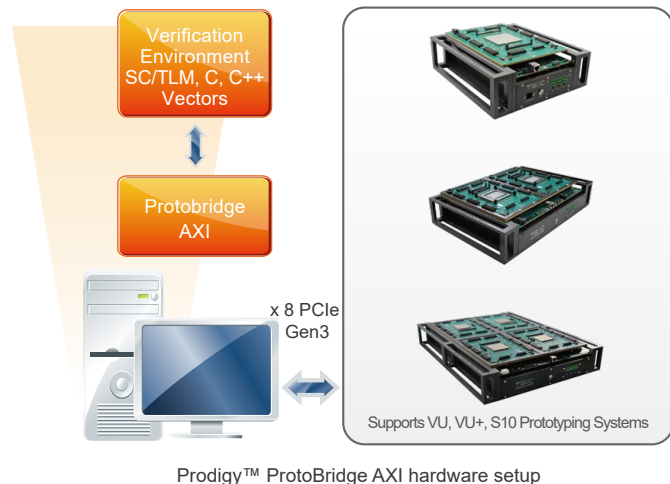 Verification
Environment
SC/TLM, C, C++
Vectors
Protobridge
AXI
x 8 PCIe
Gen3
Supports VU, VU+, S10 Prototyping Systems
Prodigy™ ProtoBridge AXI hardware setup